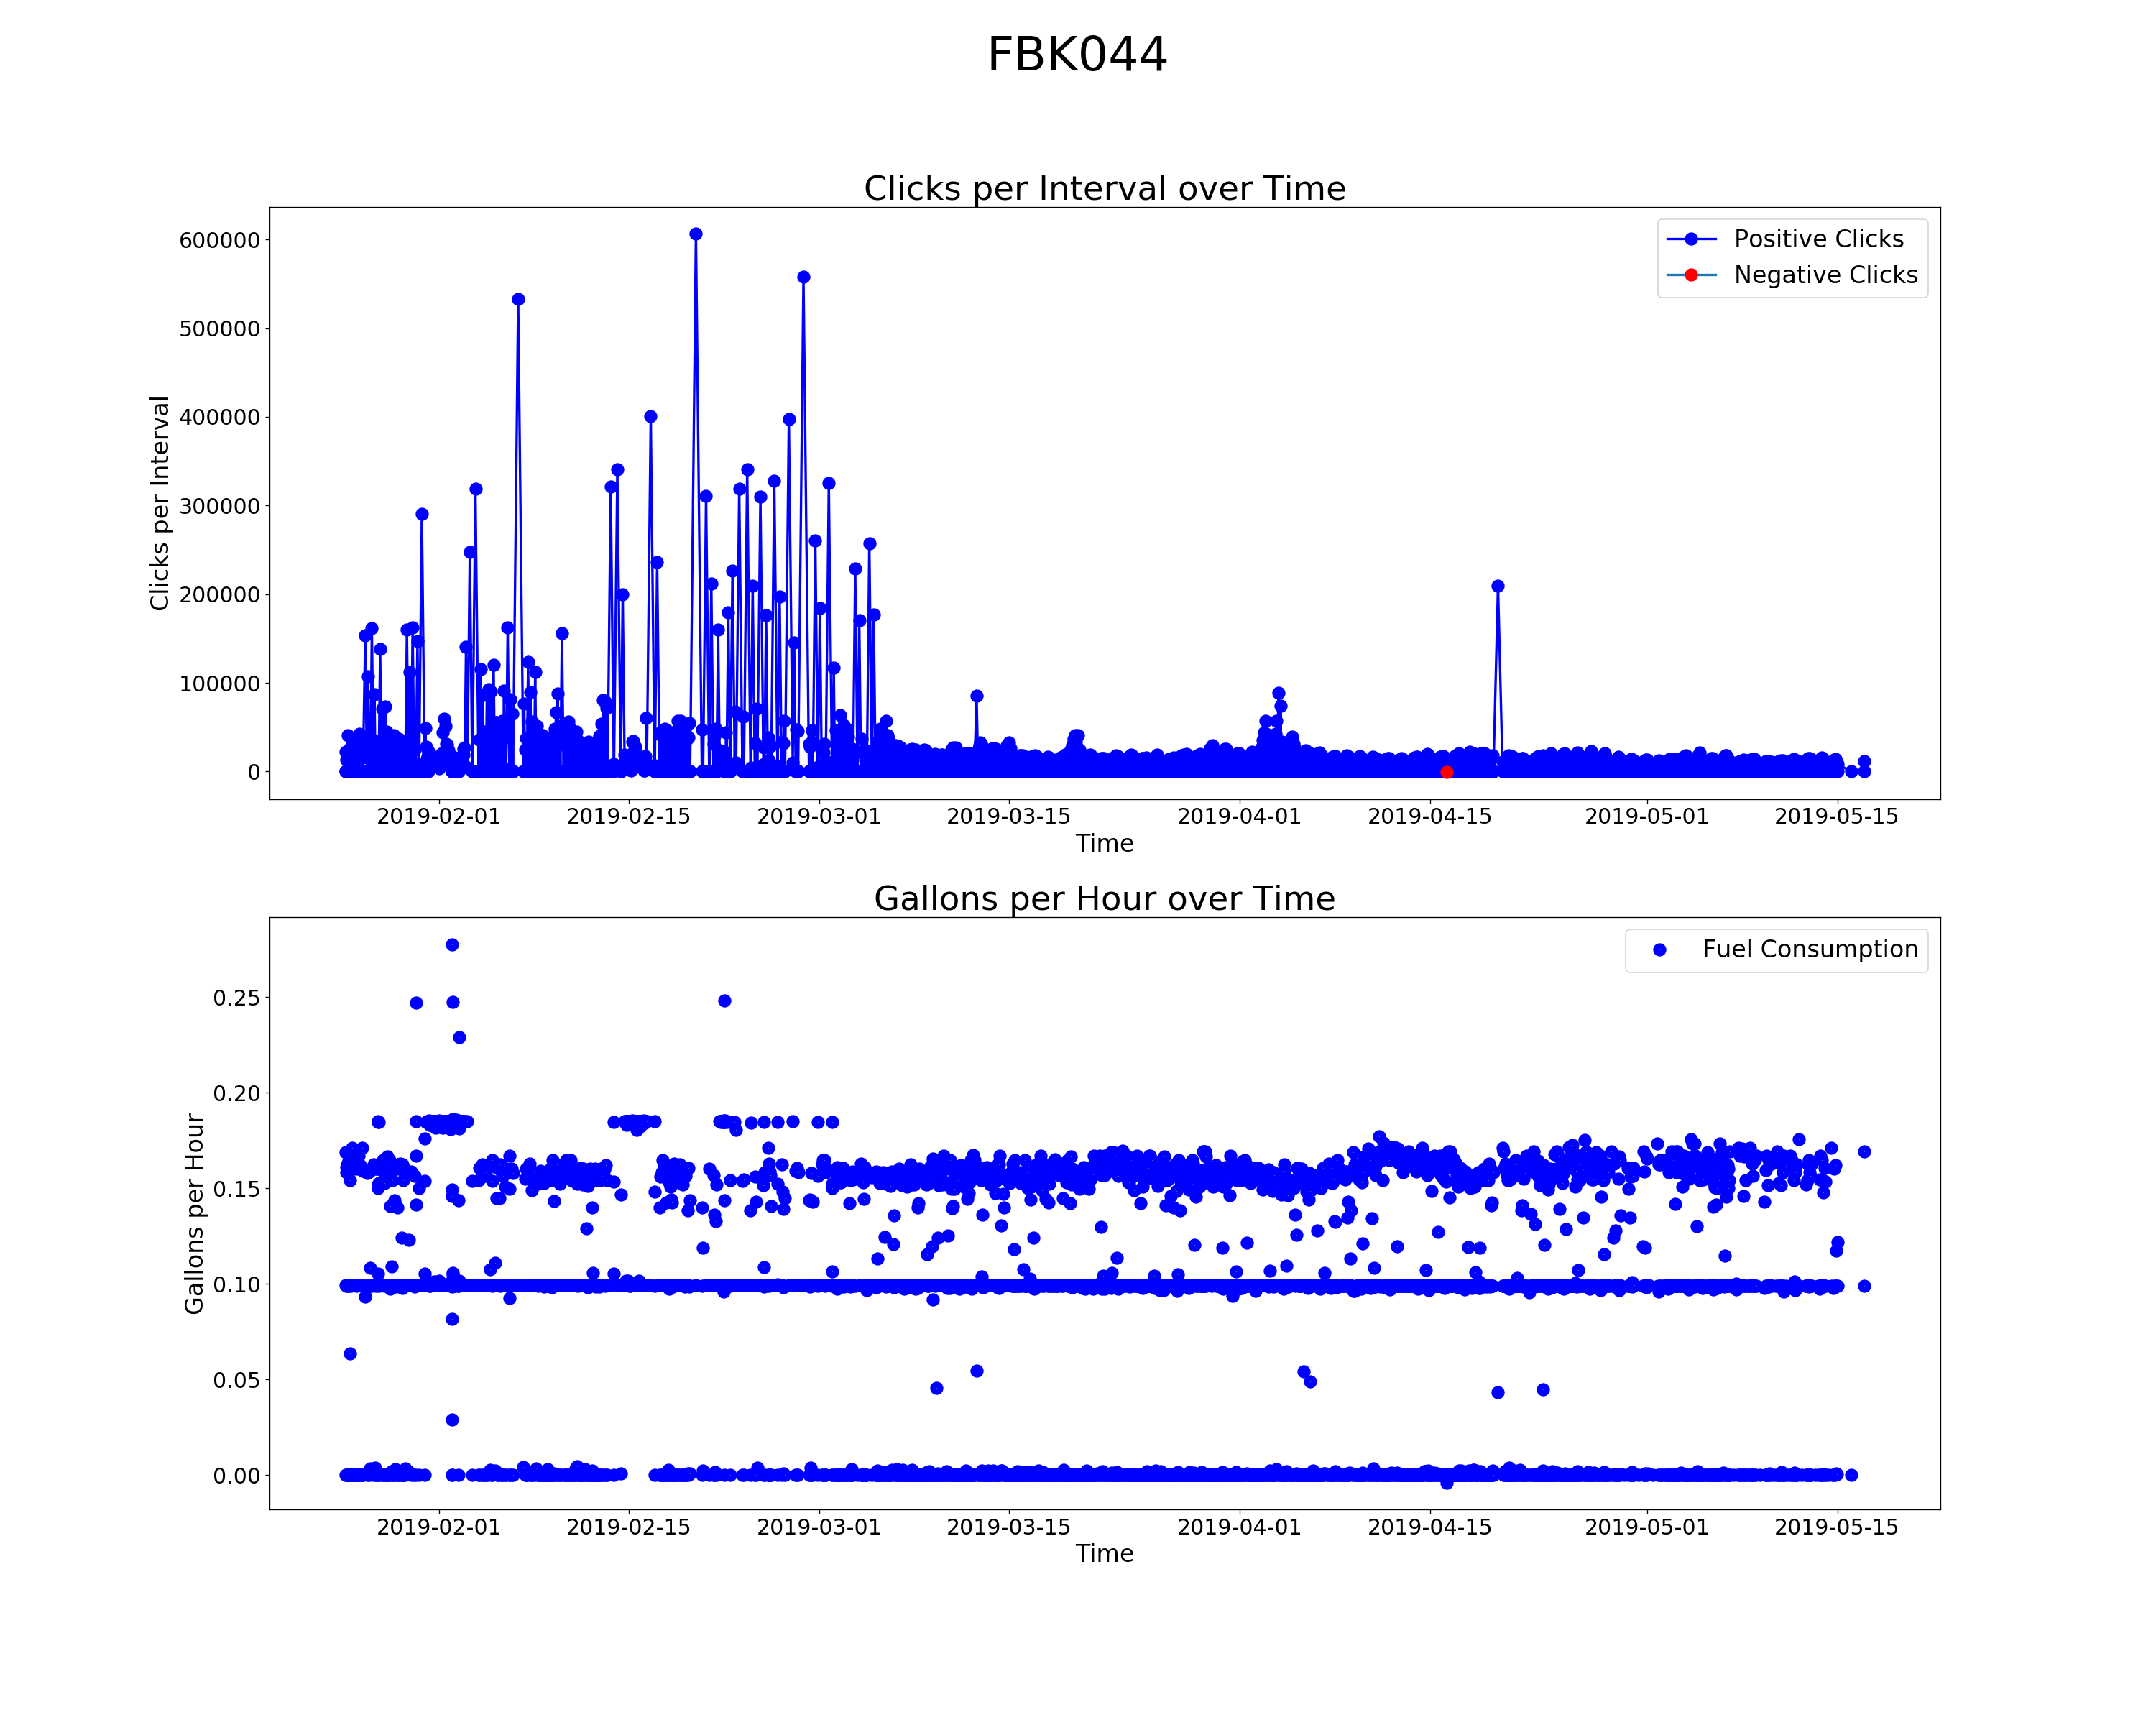 FBK044
Clicks per Interval over Time
Clicks per Interval
600000
500000
400000
300000
200000
100000
0
Positive Clicks
Negative Clicks
2019-02-01 2019-02-15 2019-03-01 2019-03-15 2019-04-01 2019-04-15 2019-05-01 2019-05-15
Time
Gallons per Hour over Time
Gallons per Hour
0.25
0.20
0.15
0.10
0.05
0.00
Fuel Consumption
2019-02-01 2019-02-15 2019-03-01 2019-03-15 2019-04-01 2019-04-15 2019-05-01 2019-05-15
Time